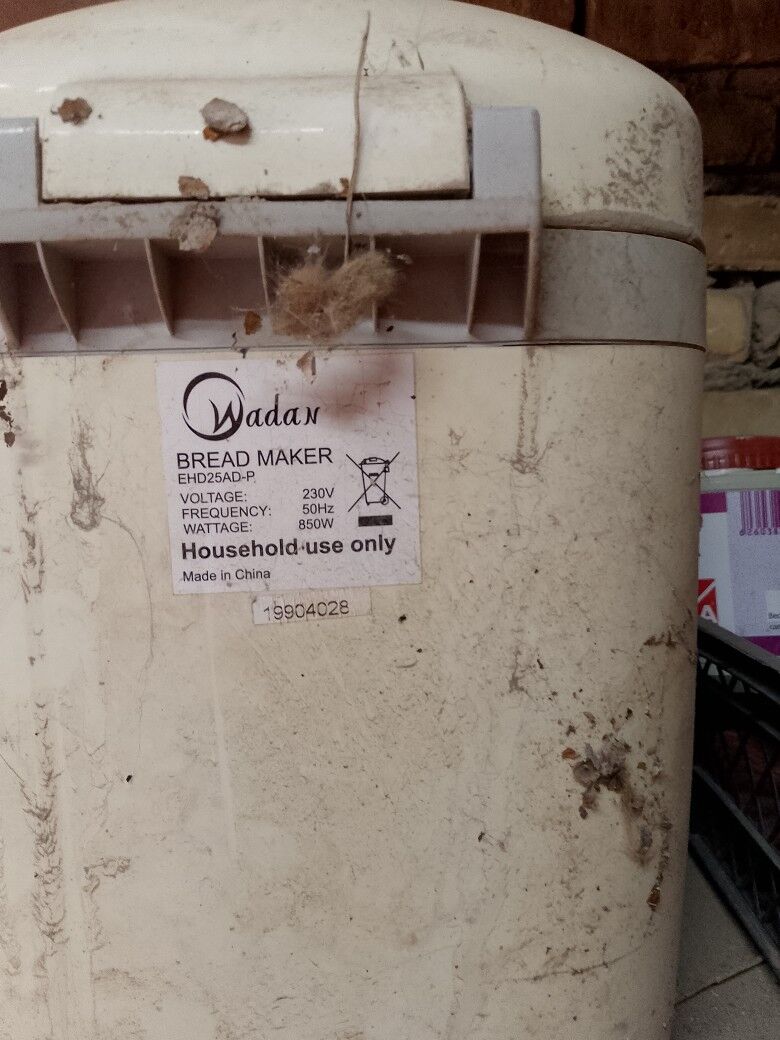 Wadan
BREAD MAKER
EHD25AD-P
VOLTAGE: 230V
FREQUENCY: 50Hz
WATTAGE: 850W
Household use only
Made in China
19904028